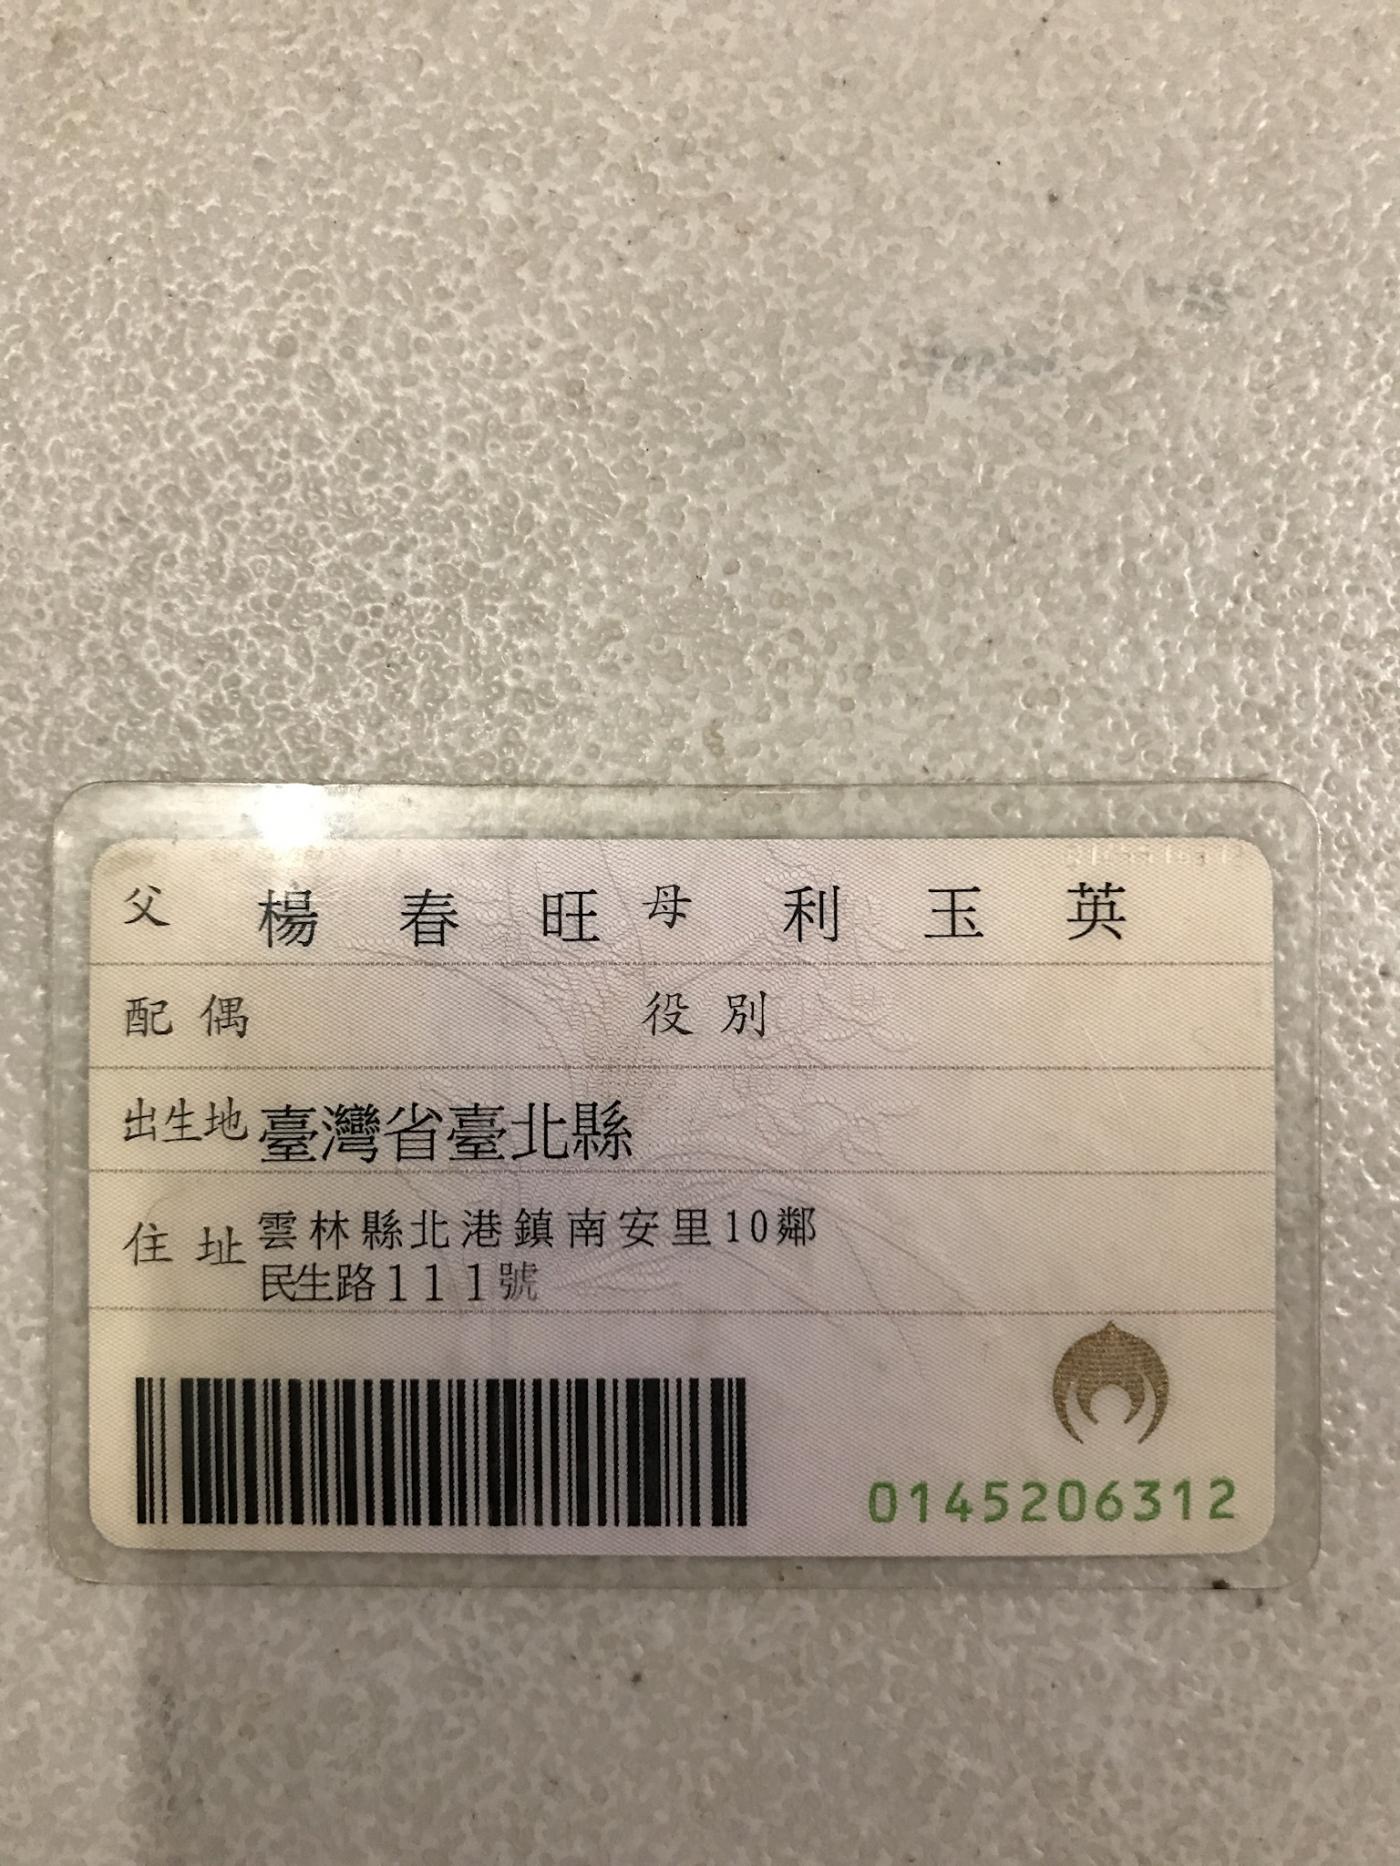 父 楊春旺 母 利玉英
配偶 役別
出生地 臺灣省臺北縣
住址 雲林縣北港鎮南安里10鄰
民生路111號
0145206312